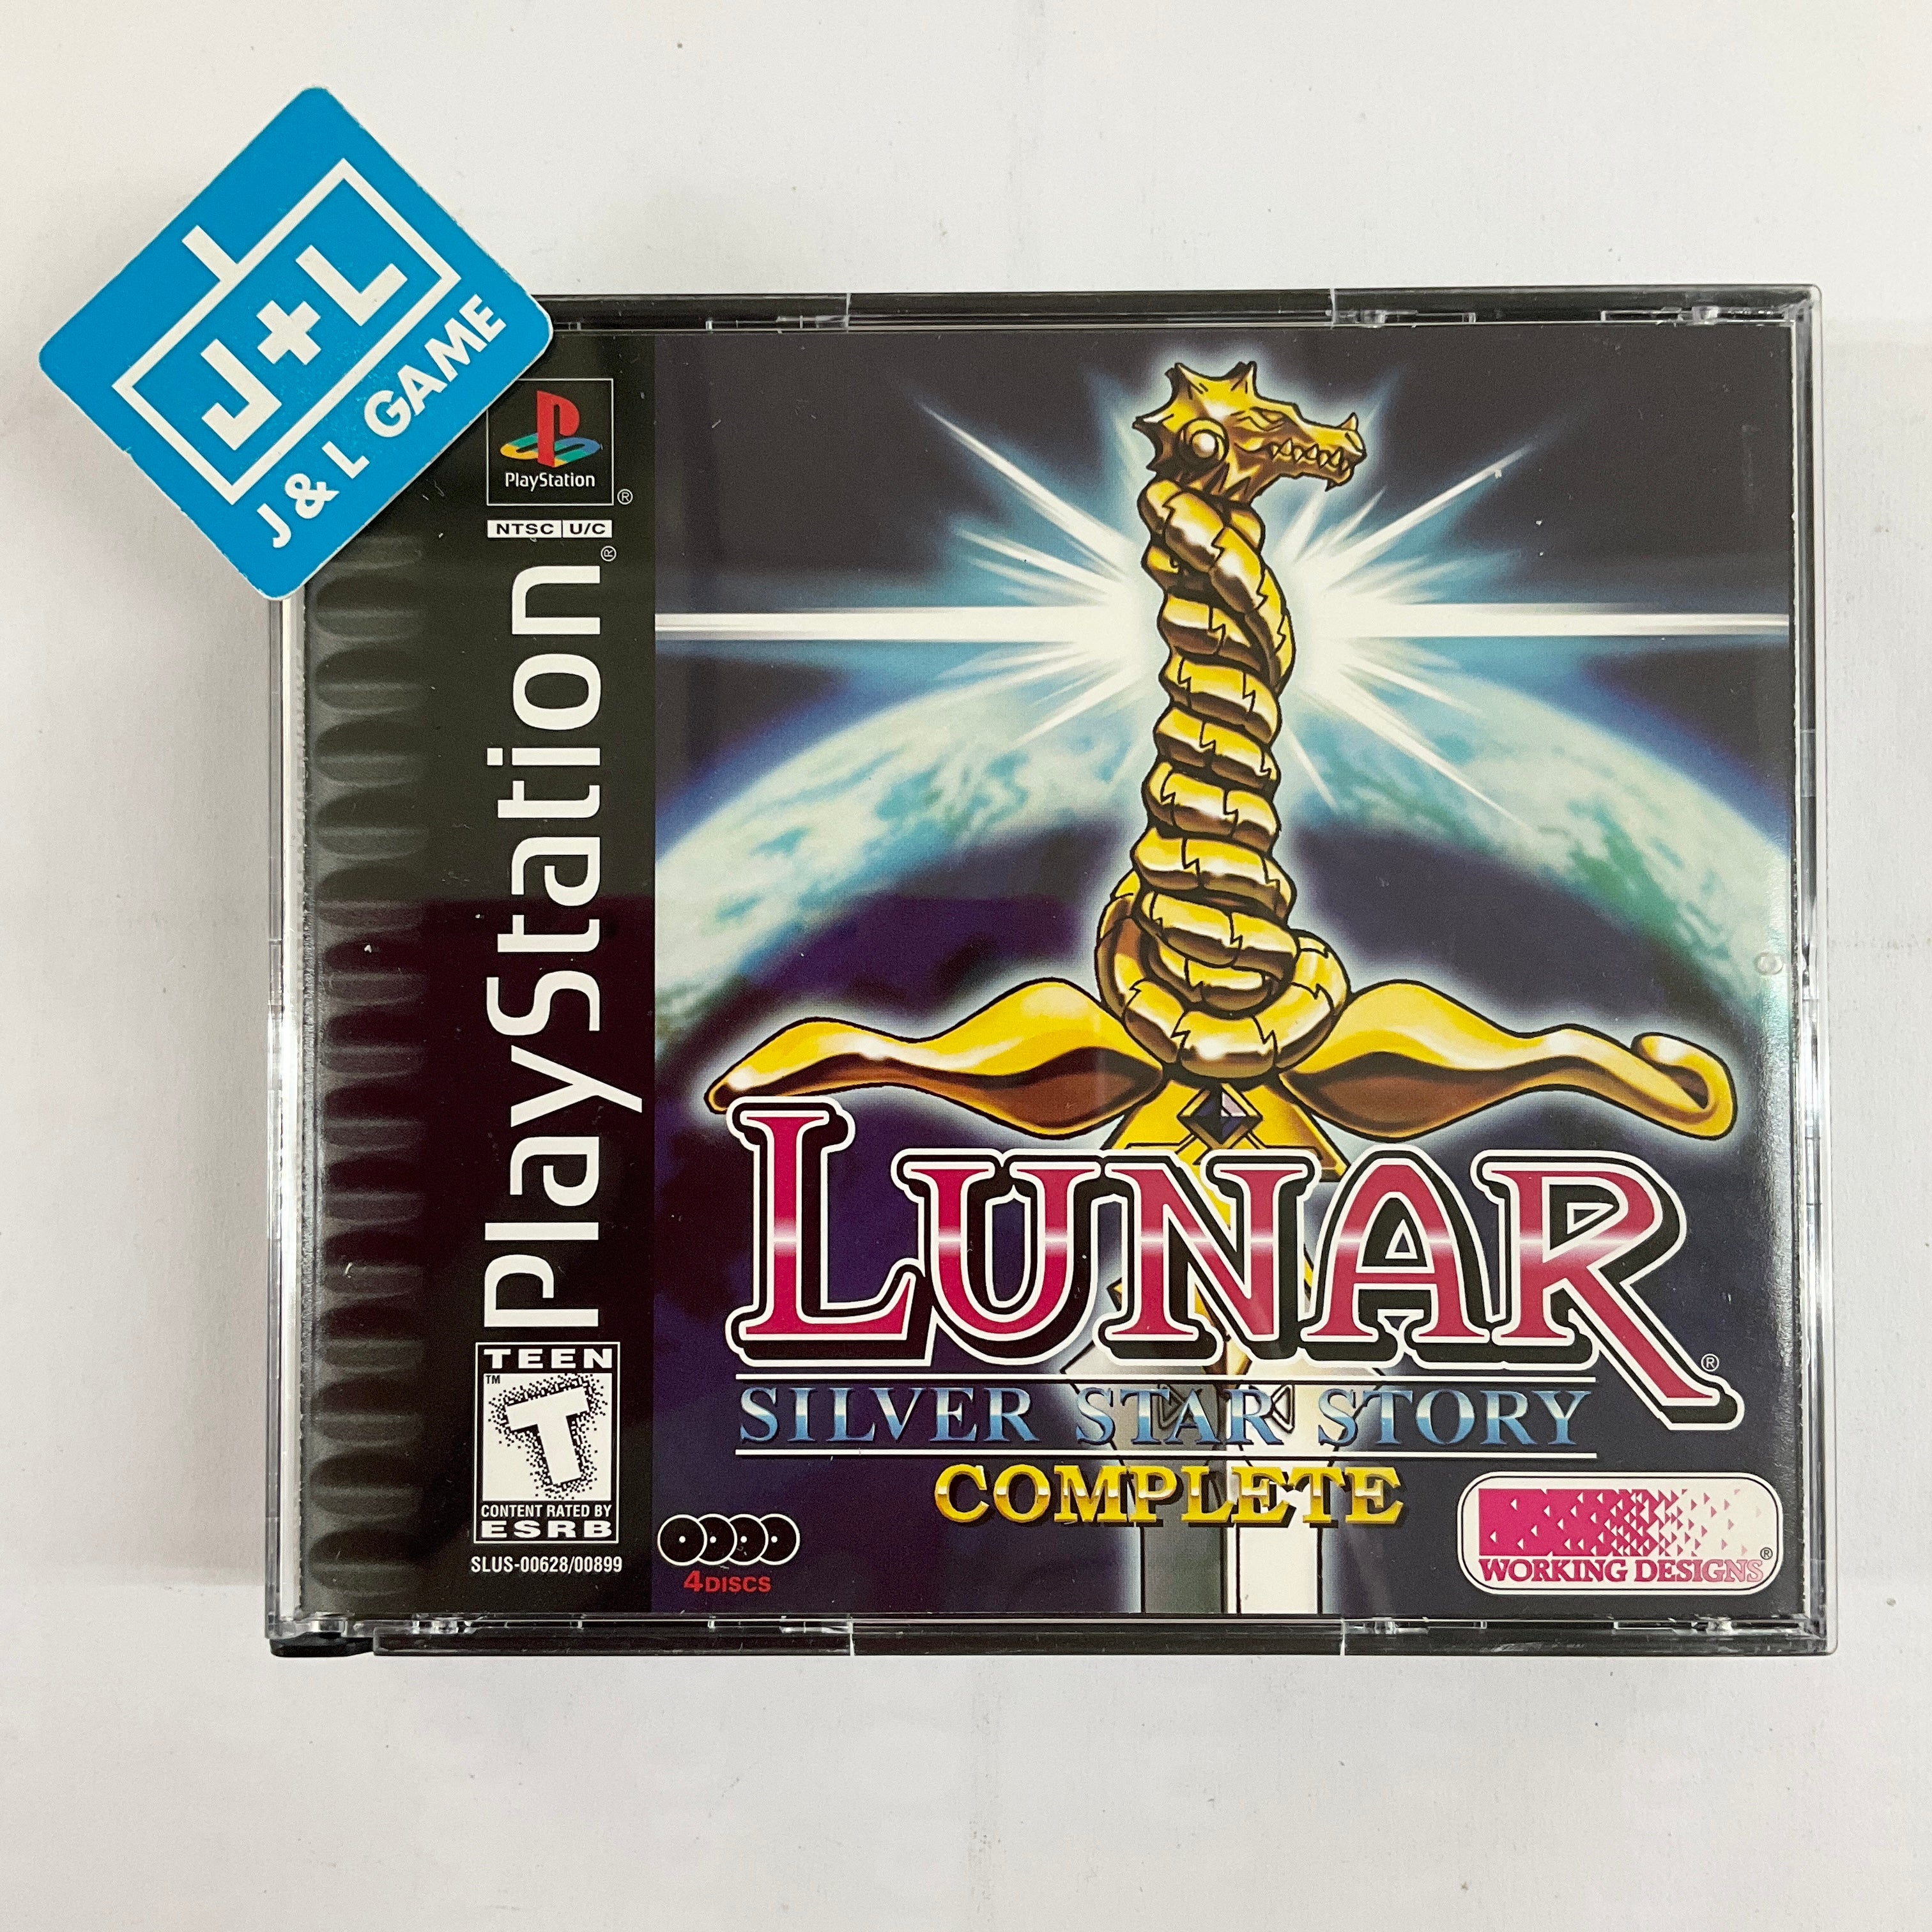 J+L
J & L GAME
PlayStation
®
NTSC U/C
PlayStation®
TEEN
™
T
CONTENT RATED BY
ESRB
SLUS-00628/00899
LUNAR®
SILVER STAR STORY
COMPLETE
4DISCS
WORKING DESIGNS®